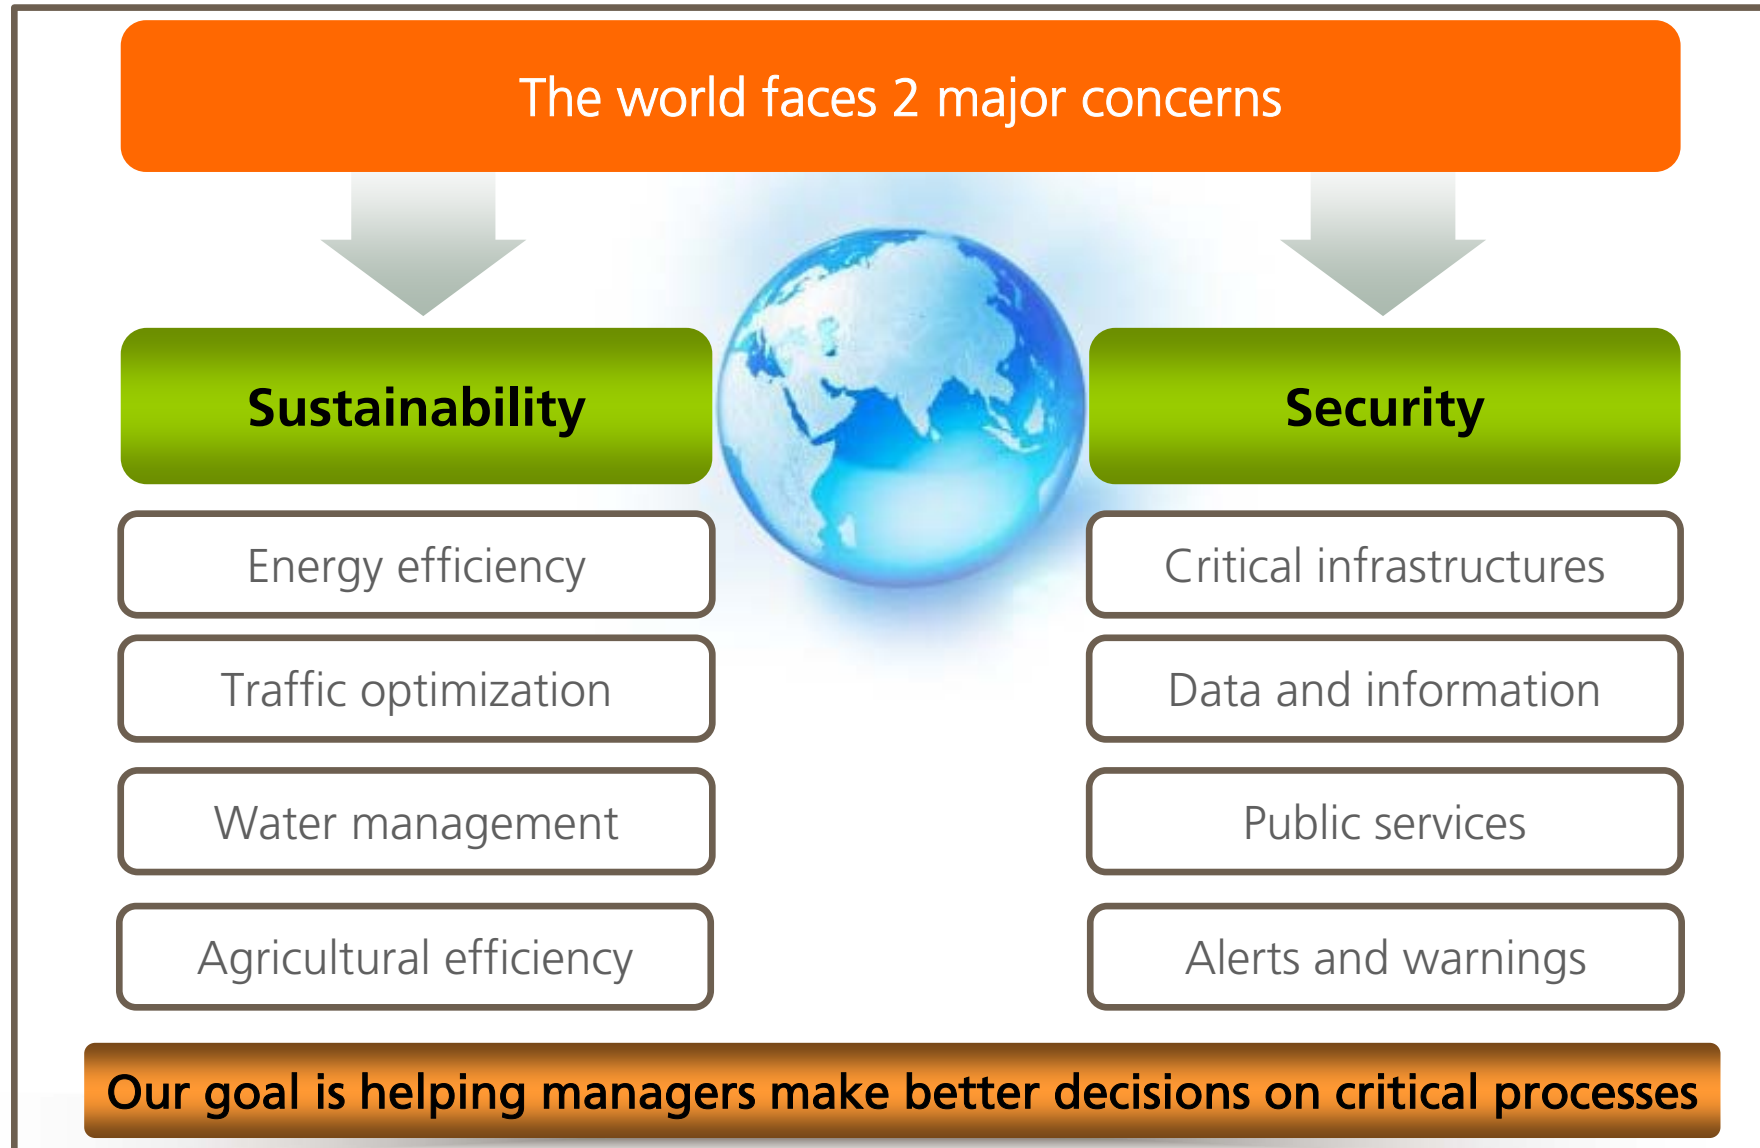 The world faces 2 major concerns
Sustainability
Energy efficiency
Traffic optimization
Water management
Agricultural efficiency
Security
Critical infrastructures
Data and information
Public services
Alerts and warnings
Our goal is helping managers make better decisions on critical processes